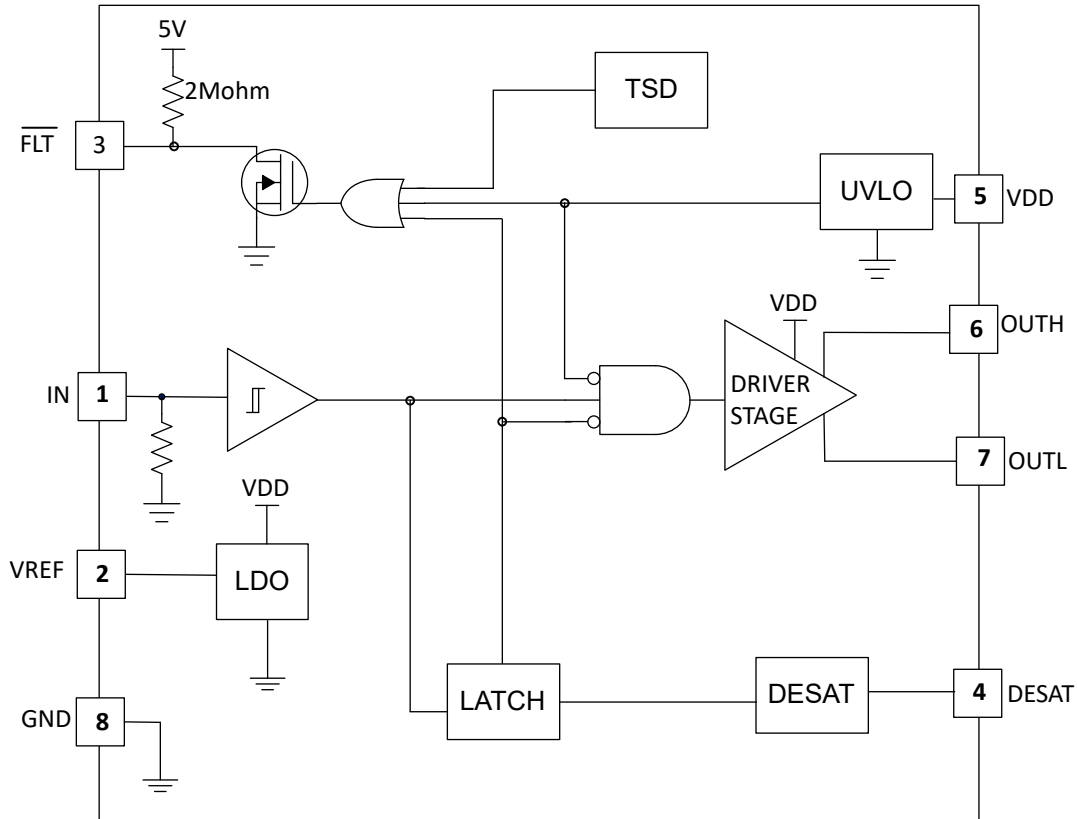 5V
2Mohm
TSD
FLT
3
UVLO
5
VDD
VDD
6
OUTH
IN
1
DRIVER
STAGE
7
OUTL
VDD
VREF
2
LDO
GND
8
LATCH
DESAT
4
DESAT